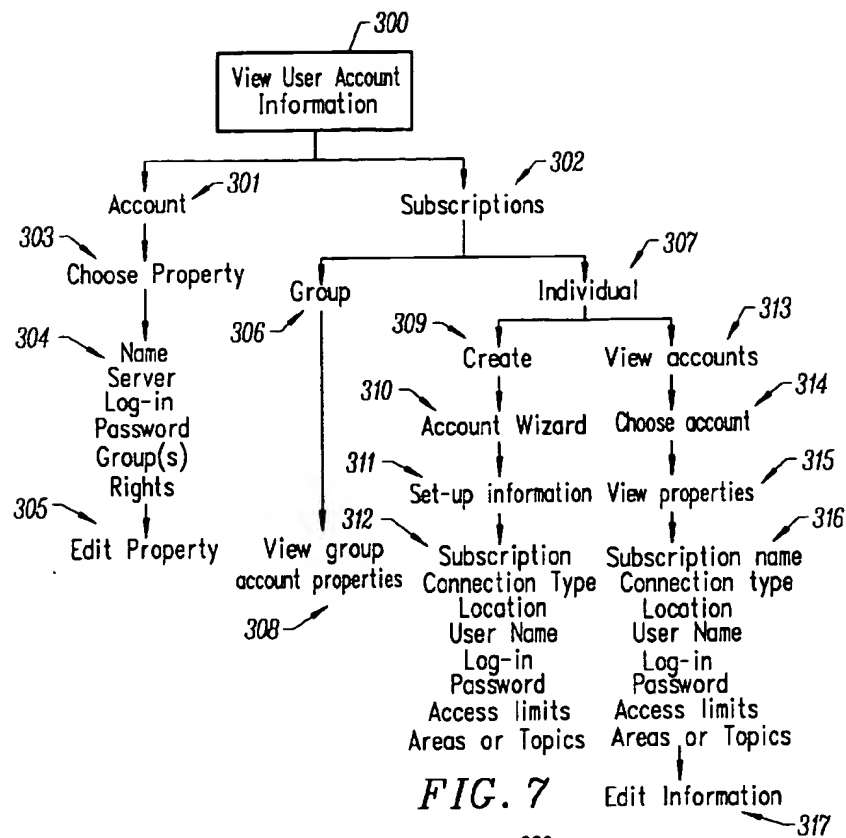 300
View User Account
Information
301
302
Account
Subscriptions
303
307
Choose Property
Group
Individual
306
309
313
304
Name
Server
Log-in
Password
Group(s)
Rights
Create
View accounts
310
314
Account Wizard
Choose account
311
315
Set-up information
View properties
305
312
316
Edit Property
View group
account properties
308
Subscription
Connection Type
Location
User Name
Log-in
Password
Access limits
Areas or Topics
Subscription name
Connection type
Location
User Name
Log-in
Password
Access limits
Areas or Topics
FIG. 7
Edit Information
317